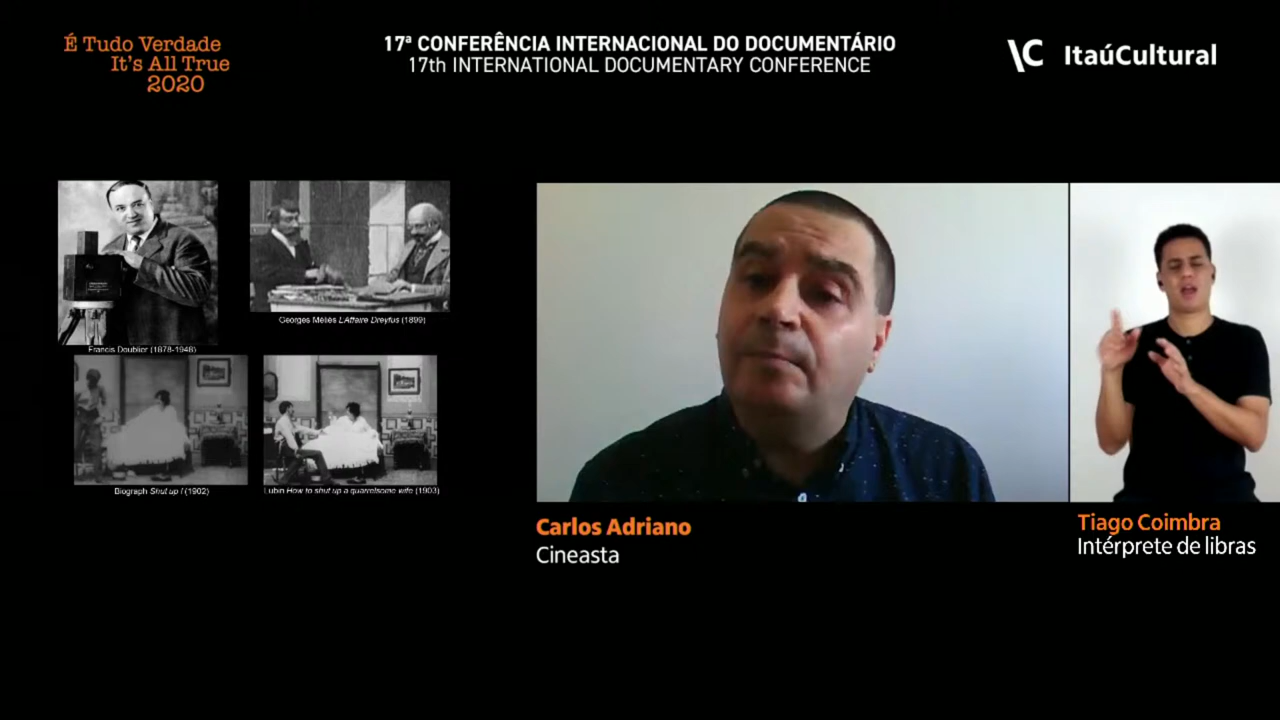 É Tudo Verdade
It's All True
2020
17ª CONFERÊNCIA INTERNACIONAL DO DOCUMENTÁRIO
17th INTERNATIONAL DOCUMENTARY CONFERENCE
\C ItaúCultural
Francis Doublier (1878-1948)
Georges Méliès L'Affaire Dreyfus (1899)
Biograph Shut up ! (1902)
Lubin How to shut up a quarrelsome wife (1903)
Carlos Adriano
Cineasta
Tiago Coimbra
Intérprete de libras